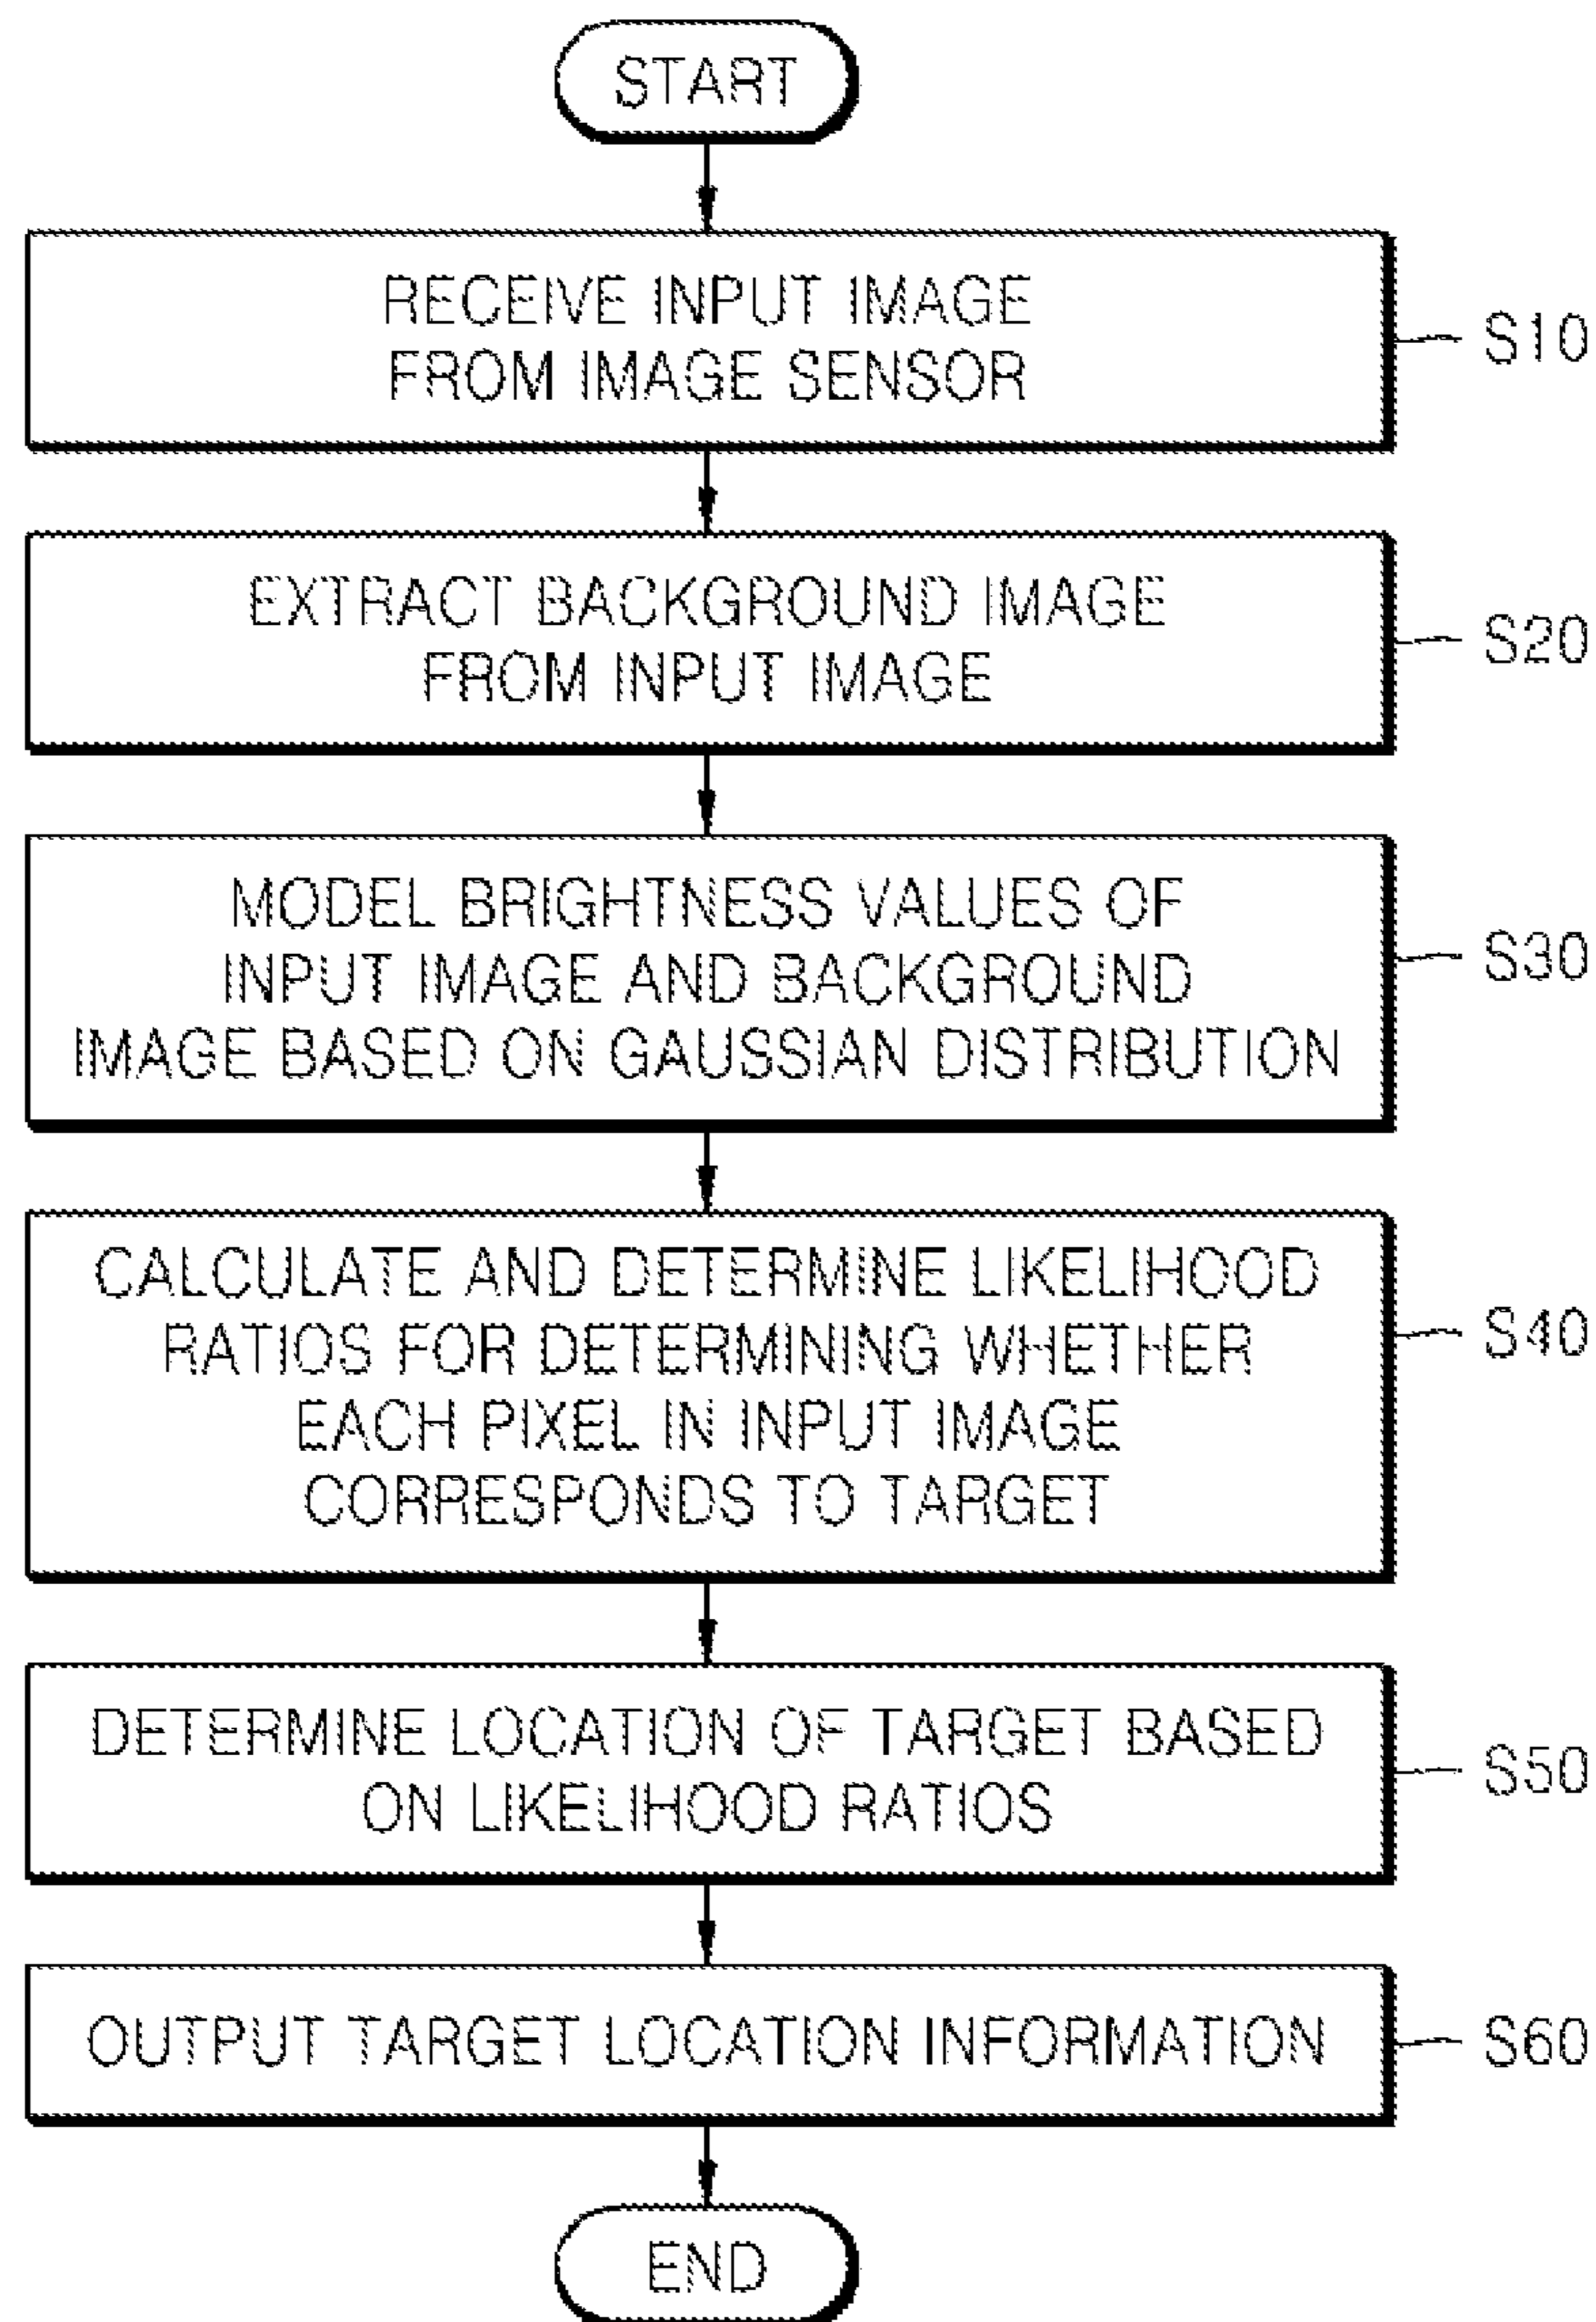 START
RECEIVE INPUT IMAGE
FROM IMAGE SENSOR
S10
EXTRACT BACKGROUND IMAGE
FROM INPUT IMAGE
S20
MODEL BRIGHTNESS VALUES OF
INPUT IMAGE AND BACKGROUND
IMAGE BASED ON GAUSSIAN DISTRIBUTION
S30
CALCULATE AND DETERMINE LIKELIHOOD
RATIOS FOR DETERMINING WHETHER
EACH PIXEL IN INPUT IMAGE
CORRESPONDS TO TARGET
S40
DETERMINE LOCATION OF TARGET BASED
ON LIKELIHOOD RATIOS
S50
OUTPUT TARGET LOCATION INFORMATION
S60
END